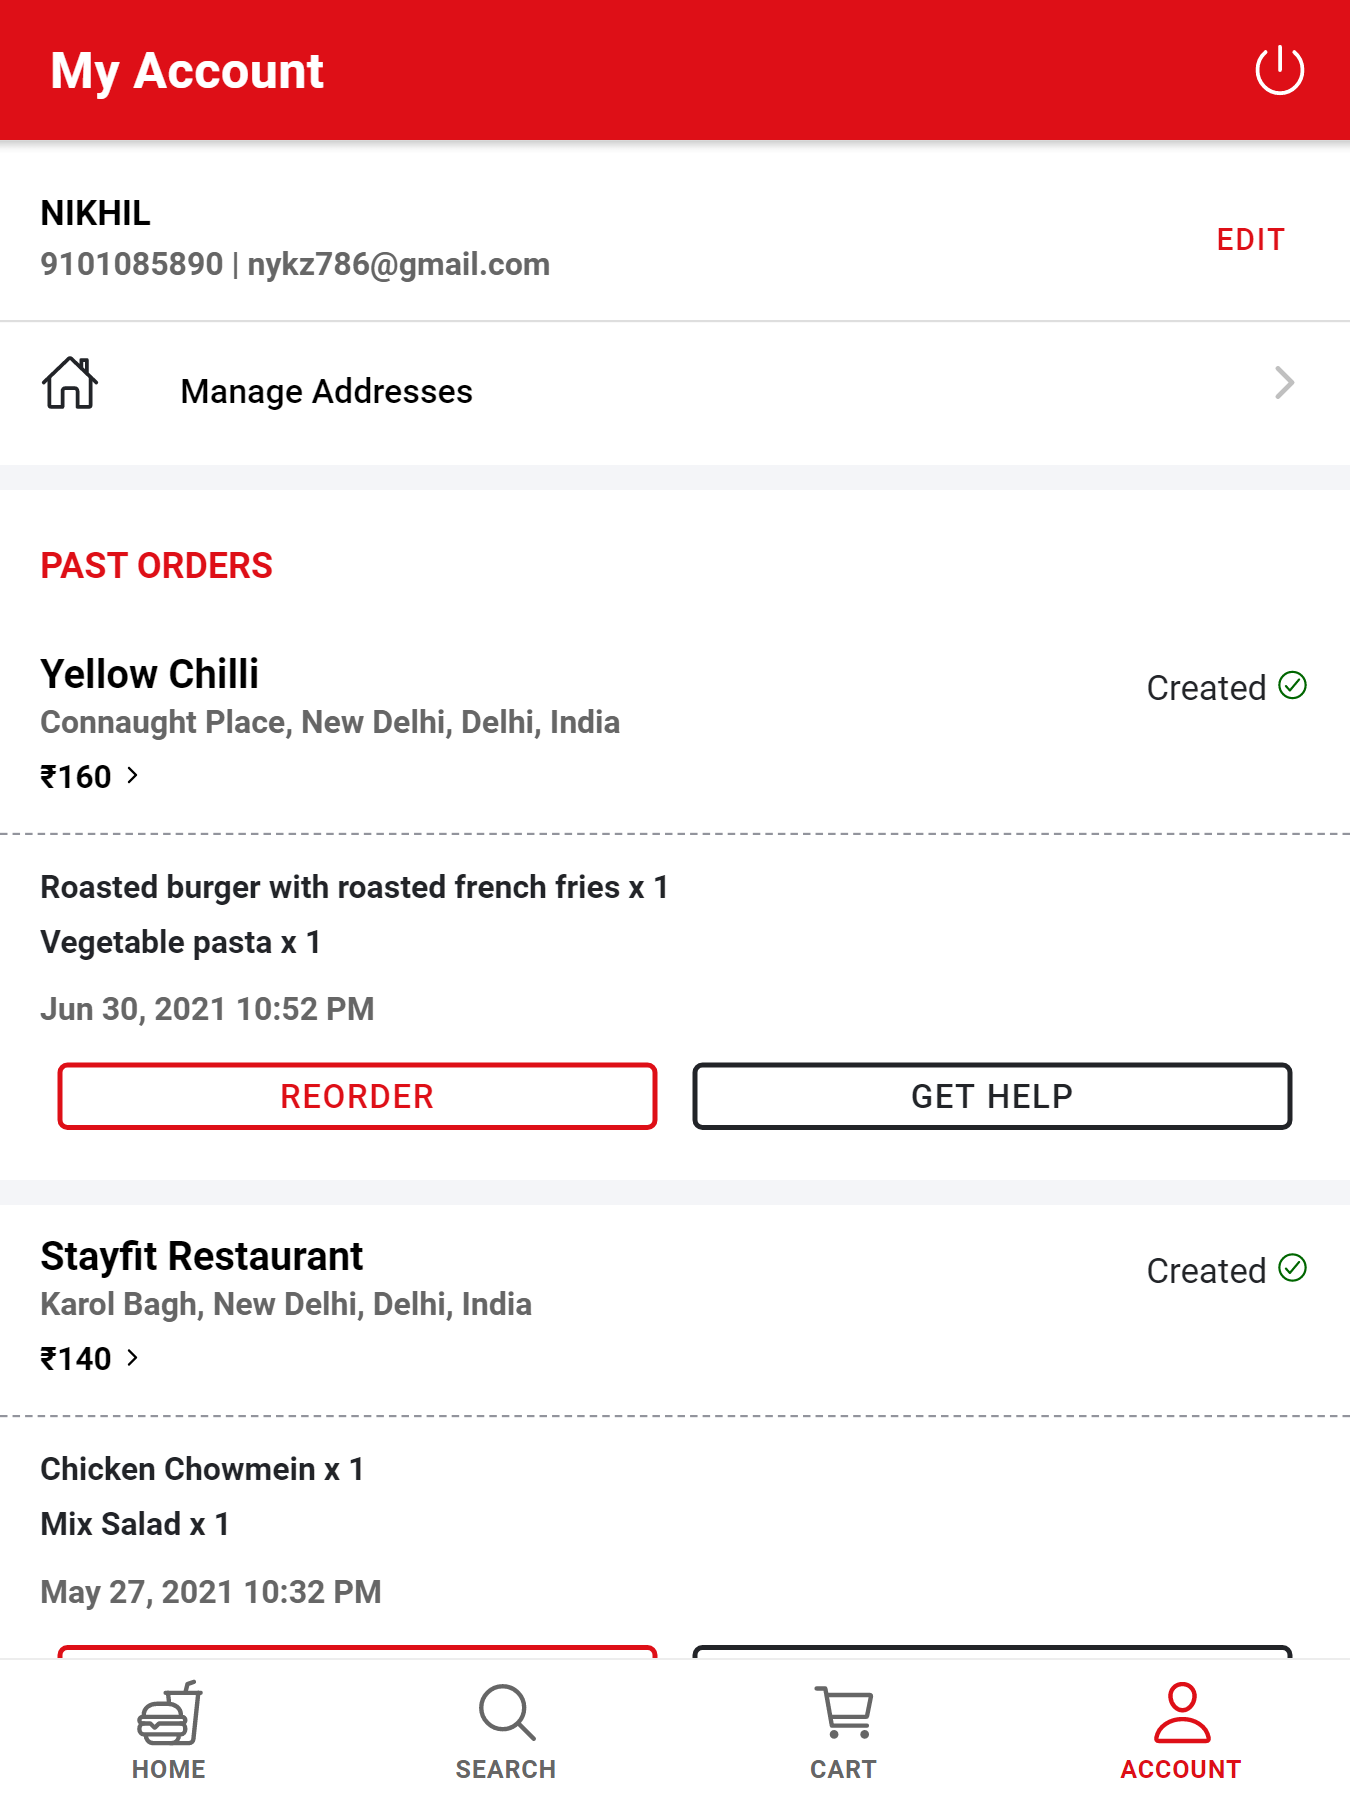 My Account
NIKHIL
9101085890 | nykz786@gmail.com
EDIT
Manage Addresses
PAST ORDERS
Yellow Chilli
Created
Connaught Place, New Delhi, Delhi, India
₹160
Roasted burger with roasted french fries x 1
Vegetable pasta x 1
Jun 30, 2021 10:52 PM
REORDER
GET HELP
Stayfit Restaurant
Created
Karol Bagh, New Delhi, Delhi, India
₹140
Chicken Chowmein x 1
Mix Salad x 1
May 27, 2021 10:32 PM
HOME
SEARCH
CART
ACCOUNT